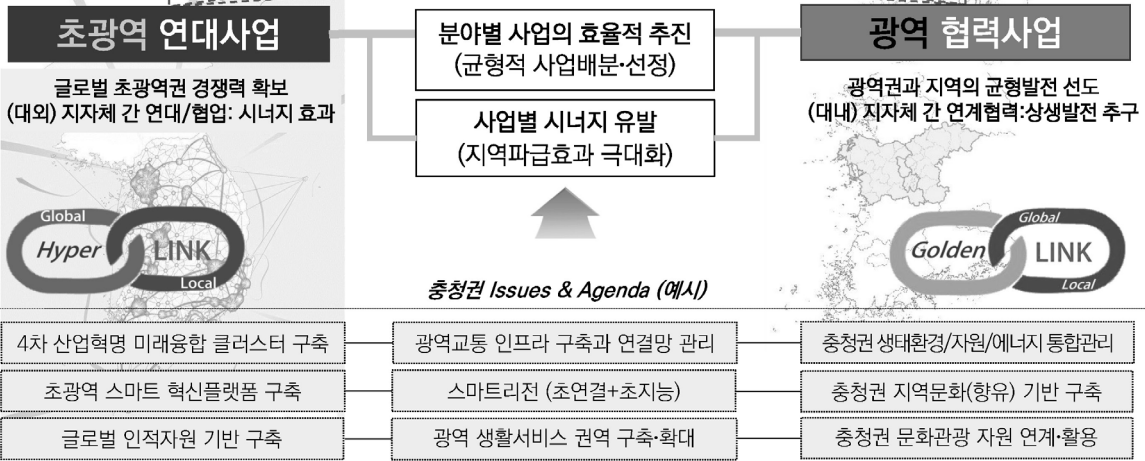 초광역 연대사업
글로벌 초광역권 경쟁력 확보
(대외) 지자체 간 연대/협업: 시너지 효과
Global
Hyper LINK
Local
분야별 사업의 효율적 추진
(균형적 사업배분·선정)
사업별 시너지 유발
(지역파급효과 극대화)
광역 협력사업
광역권과 지역의 균형발전 선도
(대내) 지자체 간 연계협력:상생발전 추구
Global
Golden LINK
Local
충청권 Issues & Agenda (예시)
4차 산업혁명 미래융합 클러스터 구축
광역교통 인프라 구축과 연결망 관리
충청권 생태환경/자원/에너지 통합관리
초광역 스마트 혁신플랫폼 구축
스마트리전 (초연결+초지능)
충청권 지역문화(향유) 기반 구축
글로벌 인적자원 기반 구축
광역 생활서비스 권역 구축·확대
충청권 문화관광 자원 연계·활용